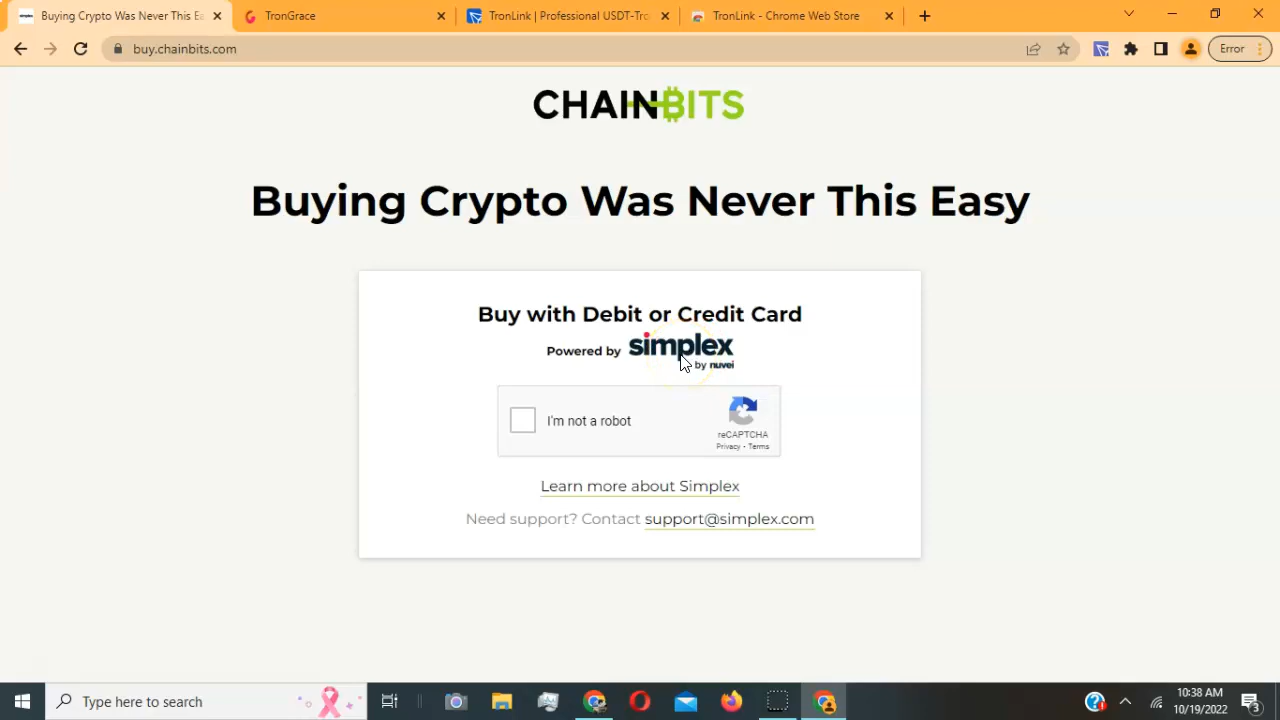 Buying Crypto Was Never This Ea
TronGrace
TronLink | Professional USDT-Tro
TronLink - Chrome Web Store
buy.chainbits.com
Error
CHAINBITS
Buying Crypto Was Never This Easy
Buy with Debit or Credit Card
Powered by simplex
by nuvei
I'm not a robot
reCAPTCHA
Privacy - Terms
Learn more about Simplex
Need support? Contact support@simplex.com
Type here to search
10:38 AM
10/19/2022
3